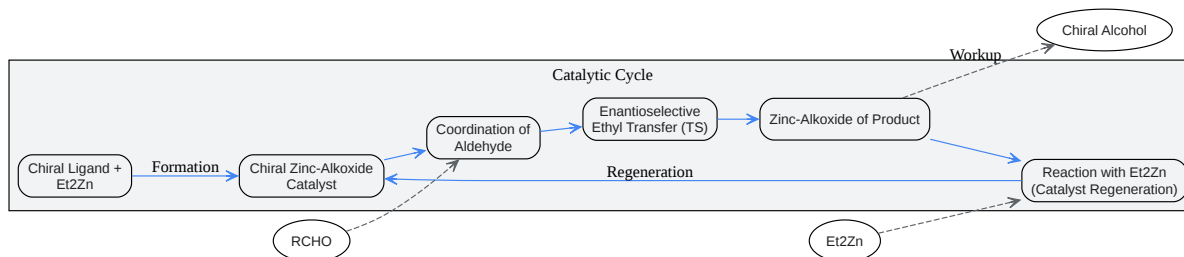 Chiral Alcohol
Workup
Catalytic Cycle
Enantioselective
Ethyl Transfer (TS)
Zinc-Alkoxide of Product
Coordination of
Aldehyde
Chiral Ligand +
Et2Zn
Formation
Chiral Zinc-Alkoxide
Catalyst
Regeneration
Reaction with Et2Zn
(Catalyst Regeneration)
RCHO
Et2Zn